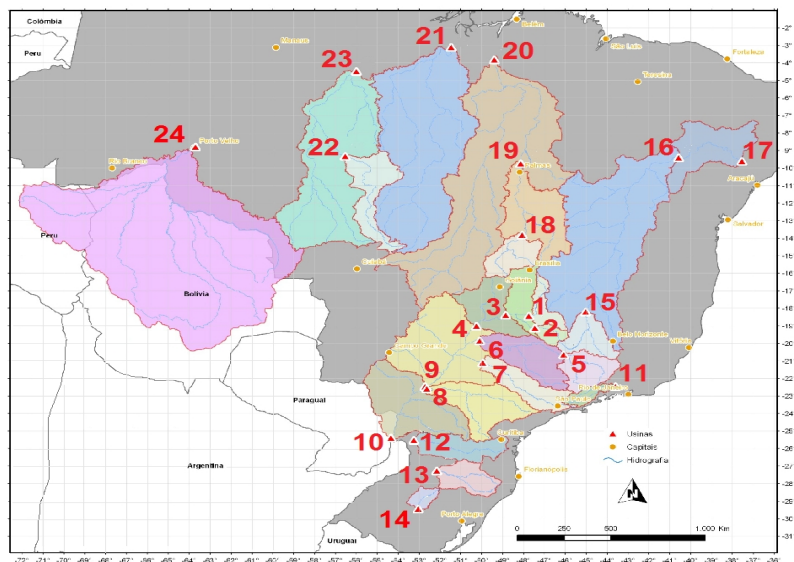 Colômbia
Peru
Belém
Manaus
São Luis
Fortaleza
Teresina
21
20
23
24
Porto Velho
Rio Branco
22
19
Palmas
16
17
Aracajú
Salvador
18
Peru
Bolivia
Cuiabá
Brasília
Goiânia
3
1
2
15
4
Belo Horizonte
Vitória
6
5
7
9
8
11
Rio de Janeiro
São Paulo
Paraguai
10
12
Curitiba
13
Florianópolis
14
Porto Alegre
Argentina
Uruguai
Usinas
Capitais
Hidrografia
N
0 250 500 1.000 Km
-1°
-2°
-3°
-4°
-5°
-6°
-7°
-8°
-9°
-10°
-11°
-12°
-13°
-14°
-15°
-16°
-17°
-18°
-19°
-20°
-21°
-22°
-23°
-24°
-25°
-26°
-27°
-28°
-29°
-30°
-31°
-72° -71° -70° -69° -68° -67° -66° -65° -64° -63° -62° -61° -60° -59° -58° -57° -56° -55° -54° -53° -52° -51° -50° -49° -48° -47° -46° -45° -44° -43° -42° -41° -40° -39° -38° -37° -36°